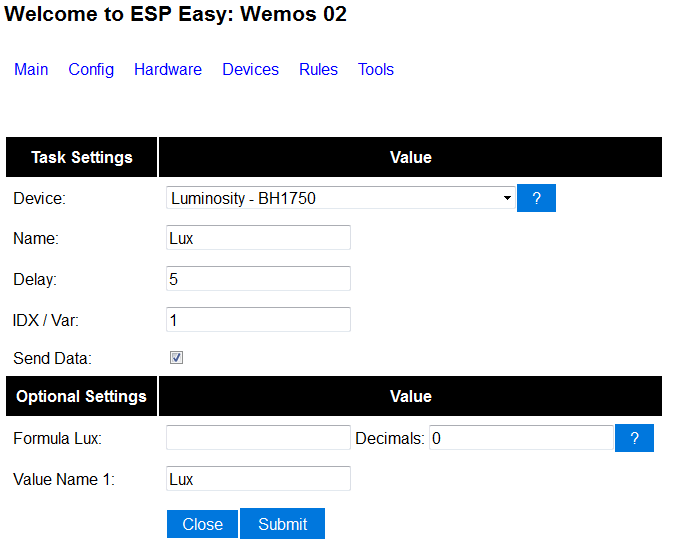 Welcome to ESP Easy: Wemos 02
Main Config Hardware Devices Rules Tools
Task Settings Value
Device: Luminosity - BH1750 ?
Name: Lux
Delay: 5
IDX / Var: 1
Send Data:
Optional Settings Value
Formula Lux: Decimals: 0 ?
Value Name 1: Lux
Close Submit